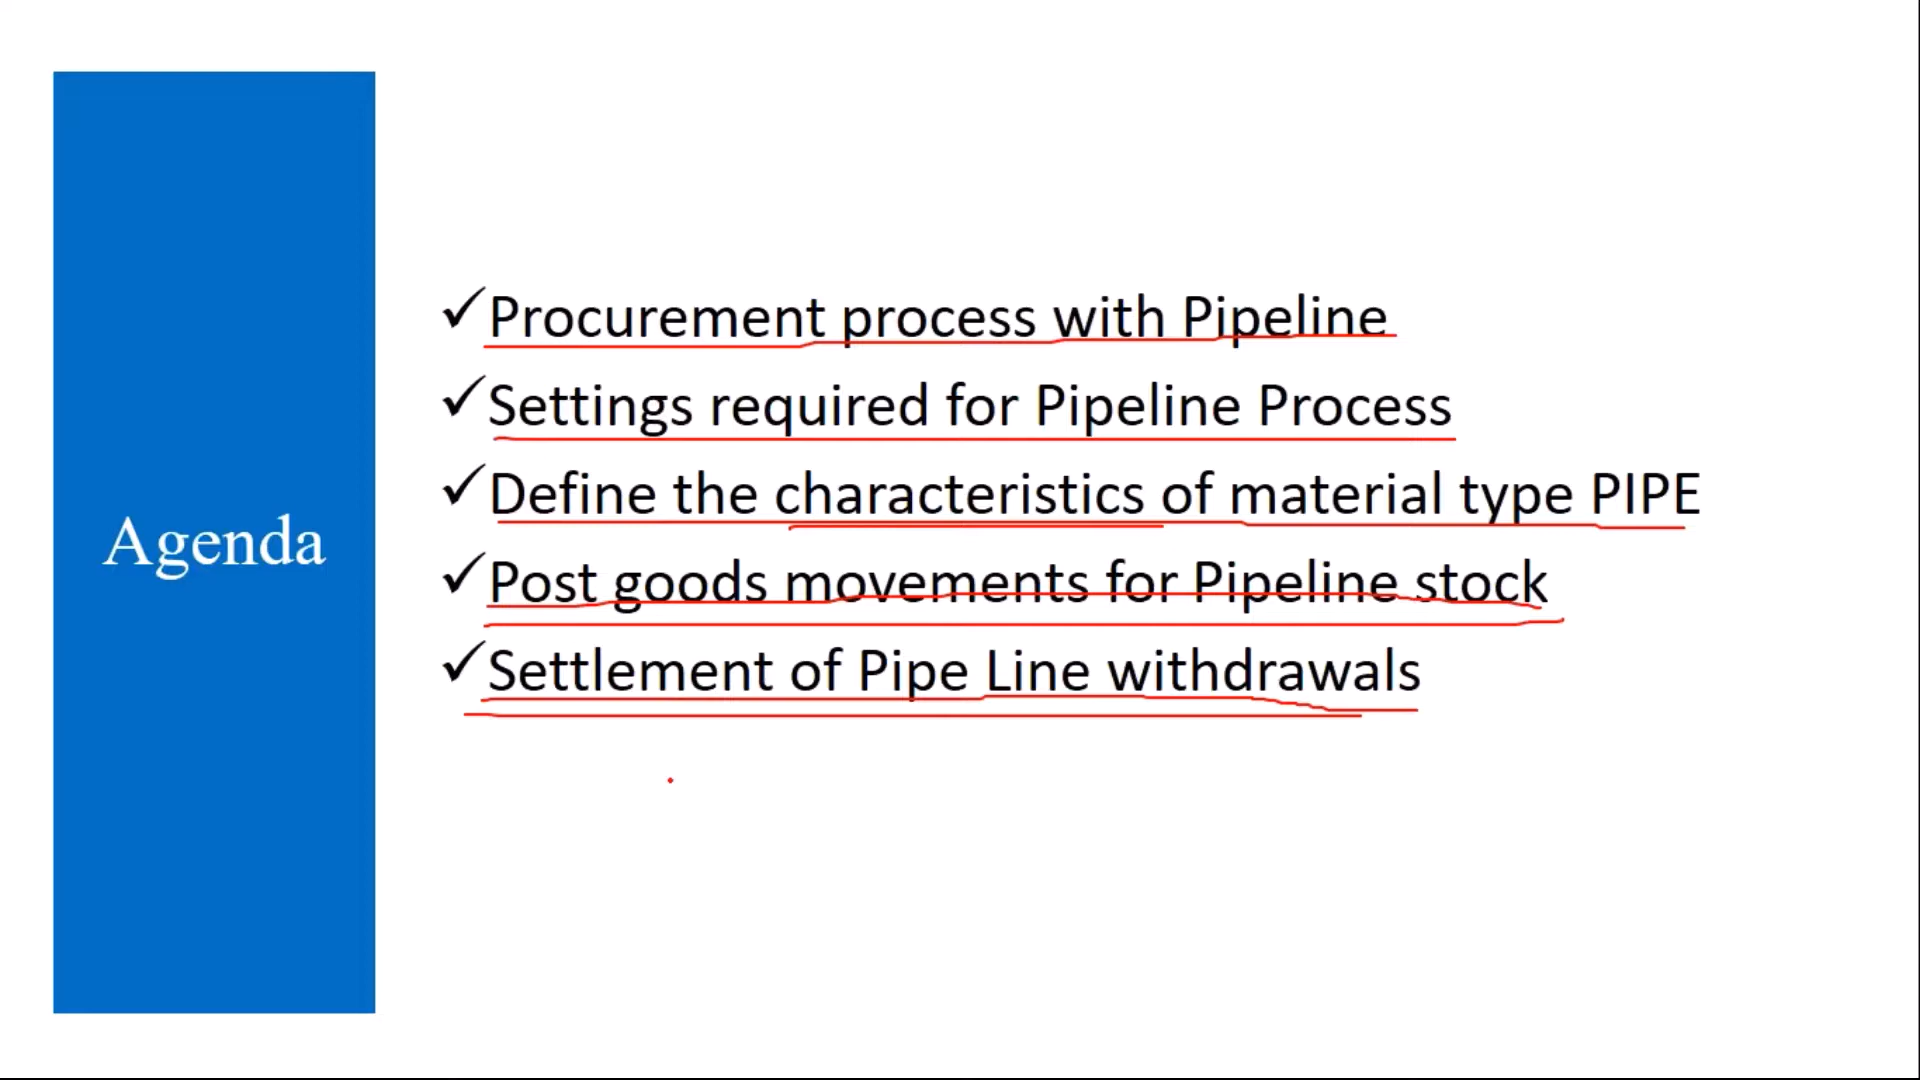 Agenda
✓Procurement process with Pipeline
✓Settings required for Pipeline Process
✓Define the characteristics of material type PIPE
✓Post goods movements for Pipeline stock
✓Settlement of Pipe Line withdrawals